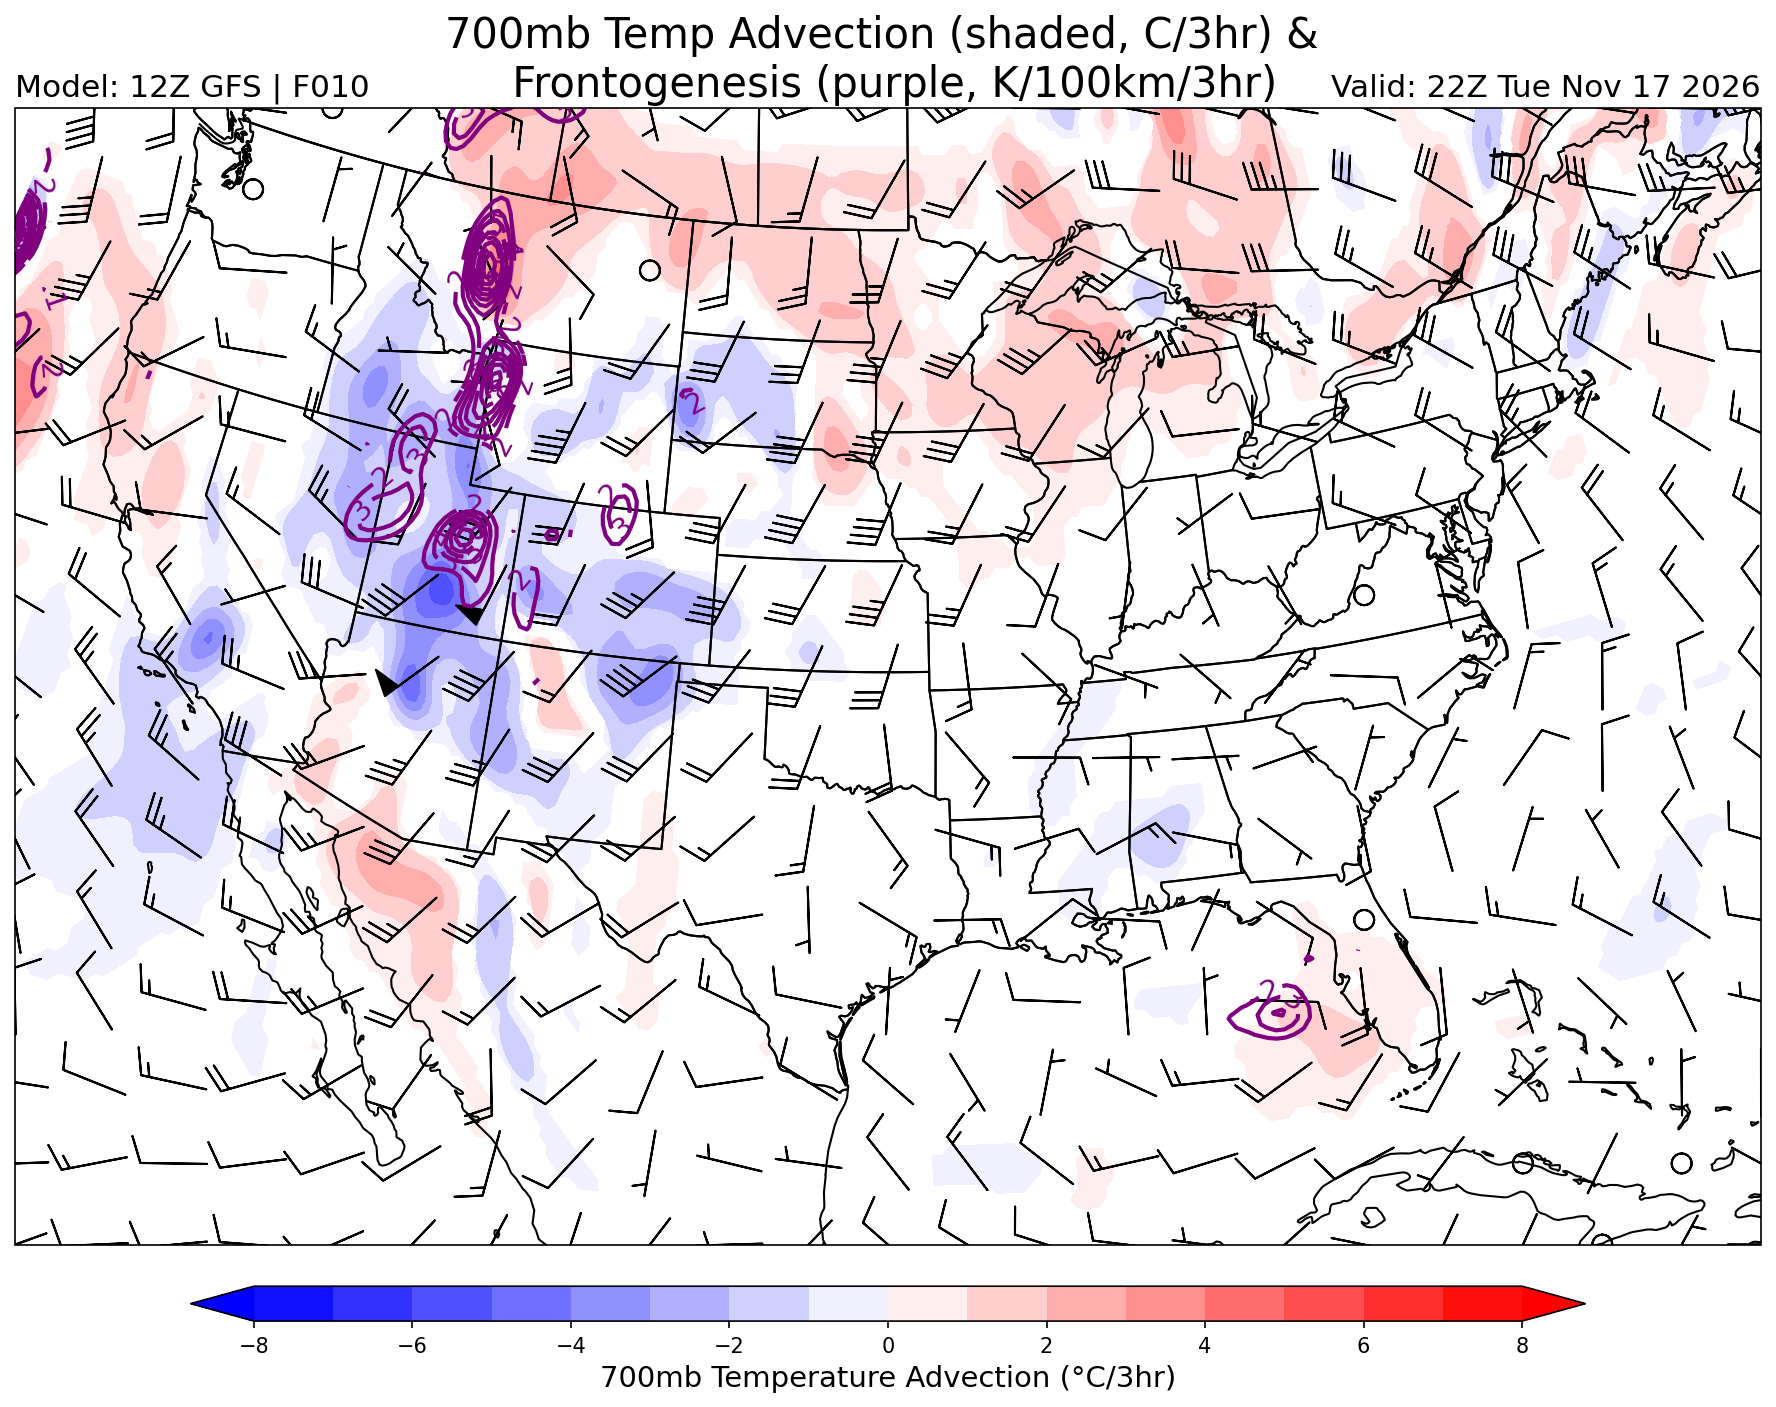 700mb Temp Advection (shaded, C/3hr) &
Frontogenesis (purple, K/100km/3hr)
Model: 12Z GFS | F010
Valid: 22Z Tue Nov 17 2026
−8 −6 −4 −2 0 2 4 6 8
700mb Temperature Advection (°C/3hr)